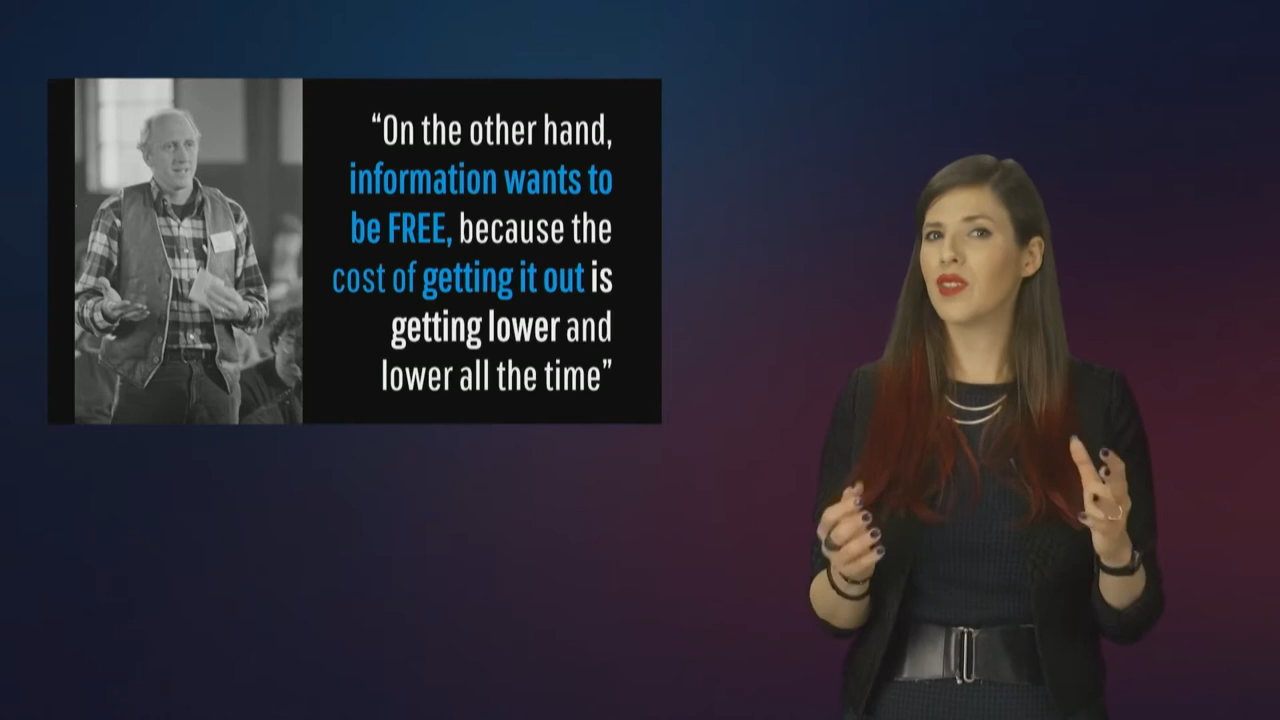 “On the other hand,
information wants to
be FREE, because the
cost of getting it out is
getting lower and
lower all the time”